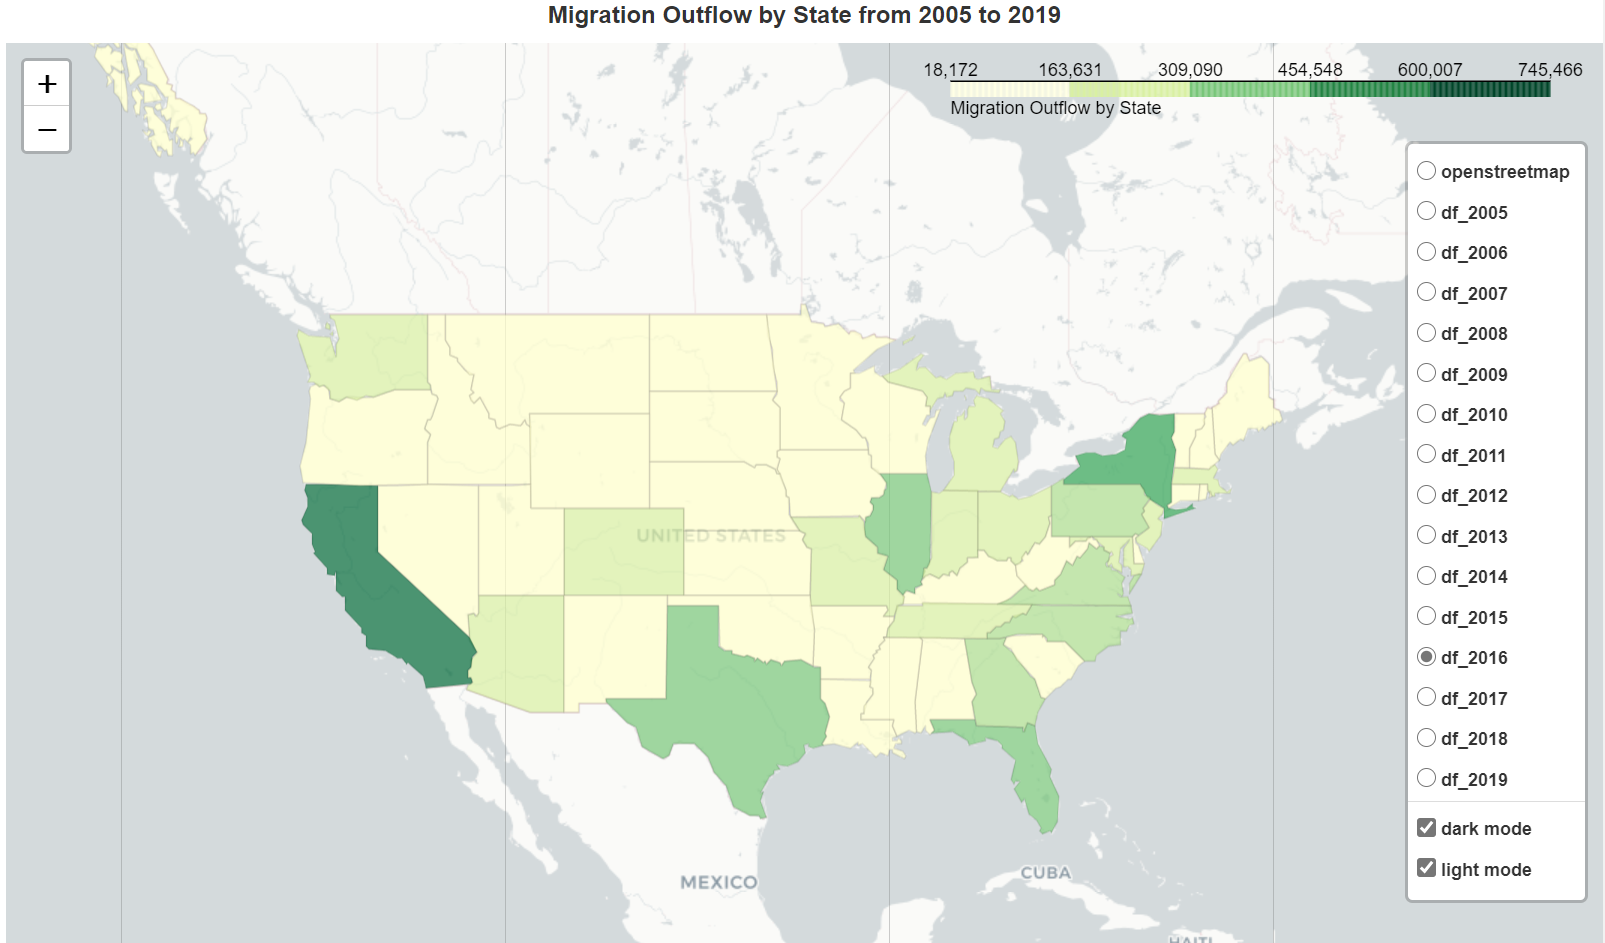 Migration Outflow by State from 2005 to 2019
+
−
18,172 163,631 309,090 454,548 600,007 745,466
Migration Outflow by State
openstreetmap
df_2005
df_2006
df_2007
df_2008
df_2009
df_2010
df_2011
df_2012
df_2013
df_2014
df_2015
df_2016
df_2017
df_2018
df_2019
dark mode
light mode
UNITED STATES
MEXICO
CUBA
HAITI